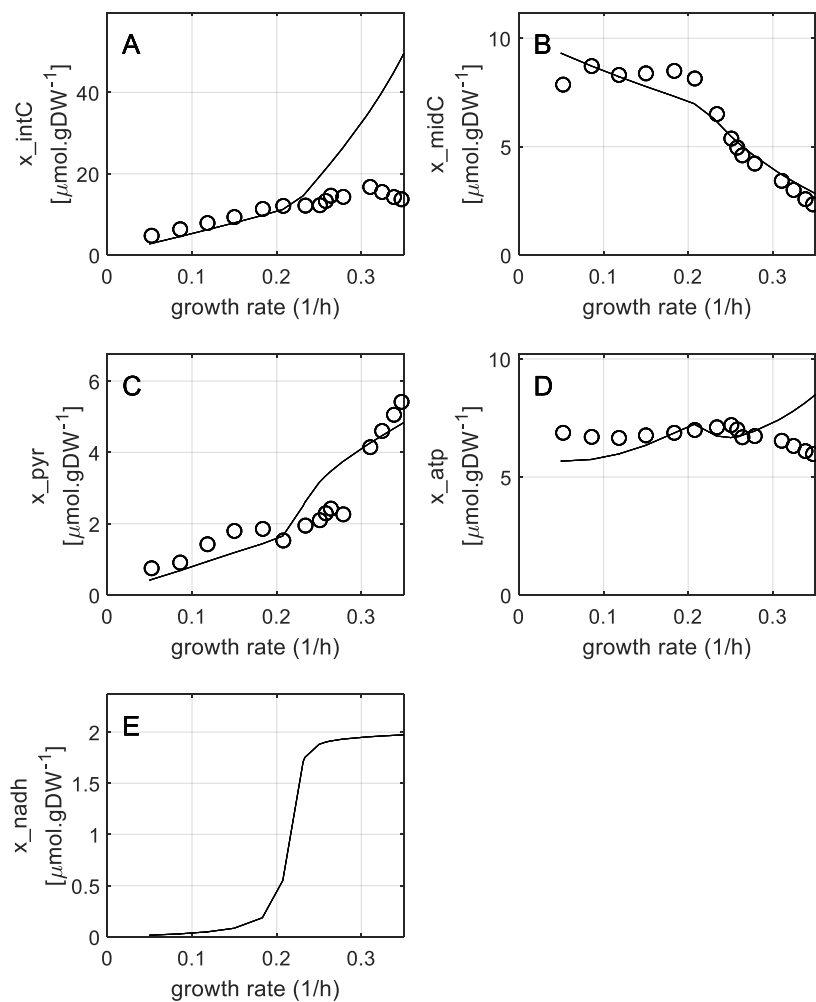 A
x_intC
[μmol.gDW⁻¹]
40
20
0
0 0.1 0.2 0.3
growth rate (1/h)
B
x_midC
[μmol.gDW⁻¹]
10
5
0
0 0.1 0.2 0.3
growth rate (1/h)
C
x_pyr
[μmol.gDW⁻¹]
6
4
2
0
0 0.1 0.2 0.3
growth rate (1/h)
D
x_atp
[μmol.gDW⁻¹]
10
5
0
0 0.1 0.2 0.3
growth rate (1/h)
E
x_nadh
[μmol.gDW⁻¹]
2
1.5
1
0.5
0
0 0.1 0.2 0.3
growth rate (1/h)